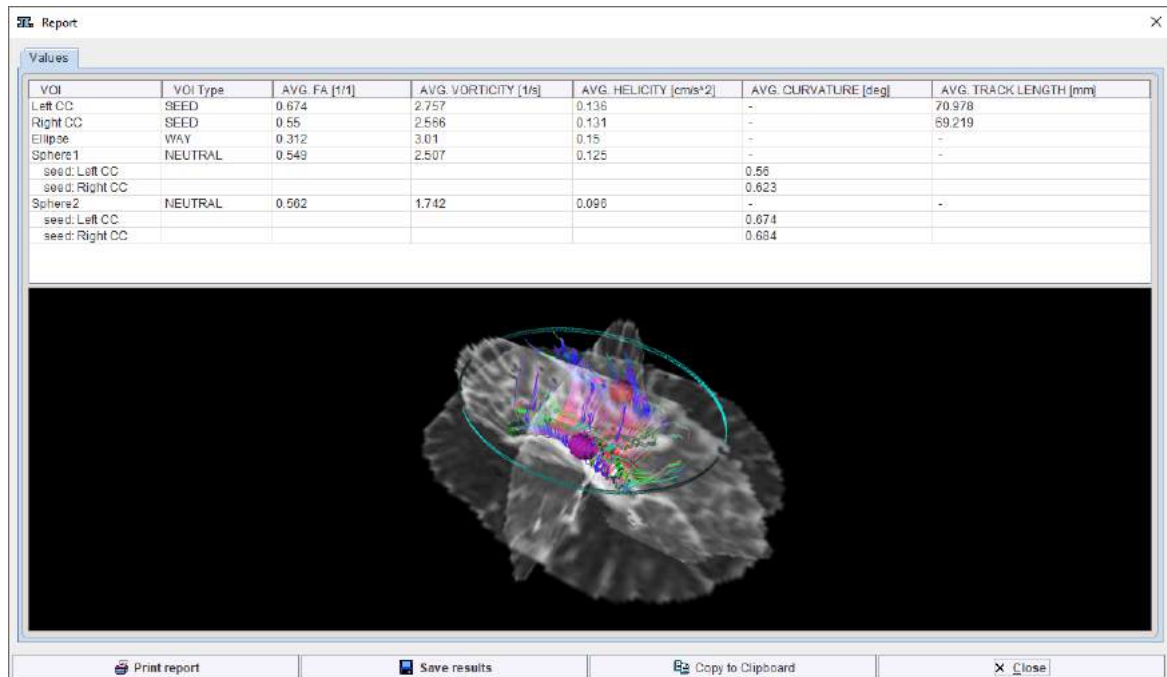 Report
Values
VOI VOI Type AVG. FA [1/1] AVG. VORTICITY [1/s] AVG. HELICITY [cm/s^2] AVG. CURVATURE [deg] AVG. TRACK LENGTH [mm]
Left CC SEED 0.674 2.757 0.136 - 70.978
Right CC SEED 0.55 2.566 0.131 - 69.219
Ellipse WAY 0.312 3.01 0.15 - -
Sphere1 NEUTRAL 0.549 2.507 0.125 - -
seed: Left CC 0.56
seed: Right CC 0.623
Sphere2 NEUTRAL 0.562 1.742 0.096 - -
seed: Left CC 0.674
seed: Right CC 0.684
Print report Save results Copy to Clipboard Close